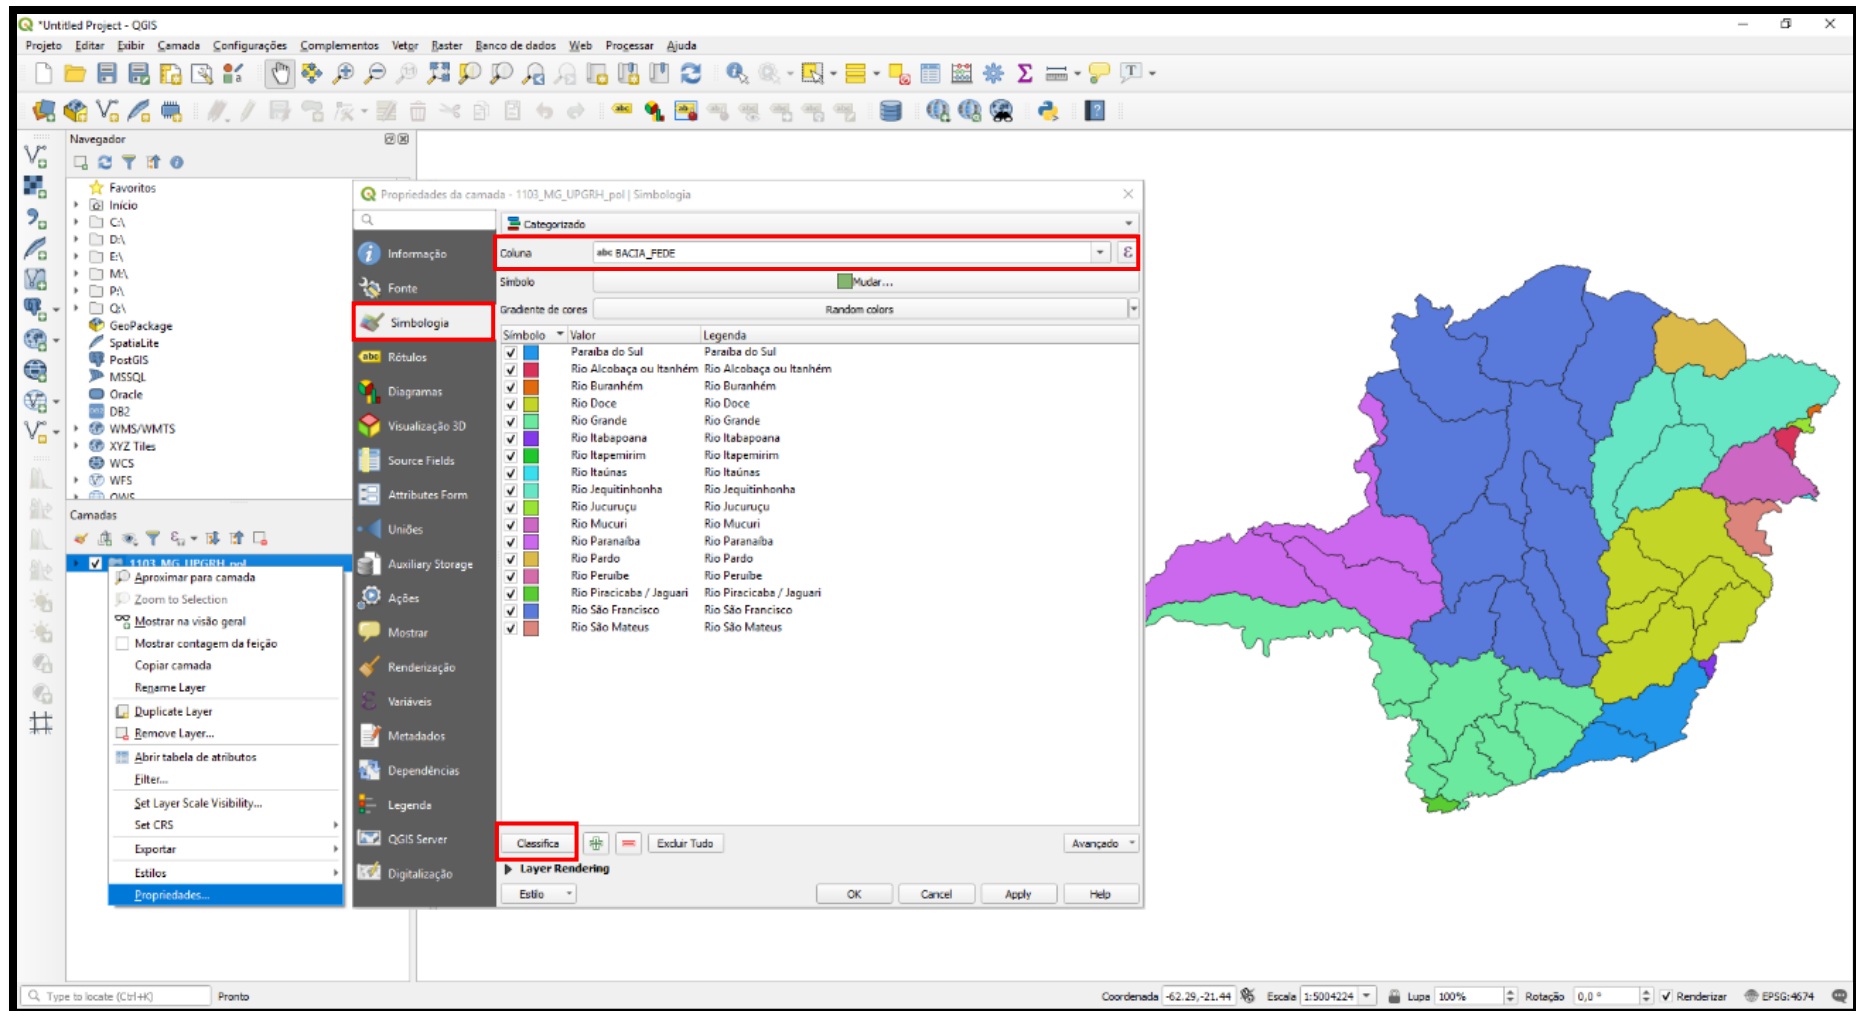 *Untitled Project - QGIS
Projeto Editar Exibir Camada Configurações Complementos Vetor Raster Banco de dados Web Processar Ajuda
Navegador
Favoritos
Início
C:\
D:\
E:\
M:\
P:\
Q:\
GeoPackage
SpatiaLite
PostGIS
MSSQL
Oracle
DB2
WMS/WMTS
XYZ Tiles
WCS
WFS
OWS
Camadas
1103_MG_UPGRH_pol
Aproximar para camada
Zoom to Selection
Mostrar na visão geral
Mostrar contagem da feição
Copiar camada
Rename Layer
Duplicate Layer
Remove Layer...
Abrir tabela de atributos
Filter...
Set Layer Scale Visibility...
Set CRS
Exportar
Estilos
Propriedades...
Propriedades da camada - 1103_MG_UPGRH_pol | Simbologia
Informação
Fonte
Simbologia
Rótulos
Diagramas
Visualização 3D
Source Fields
Attributes Form
Uniões
Auxiliary Storage
Ações
Mostrar
Renderização
Variáveis
Metadados
Dependências
Legenda
QGIS Server
Digitalização
Categorizado
Coluna abc BACIA_FEDE
Símbolo Mudar...
Gradiente de cores Random colors
Símbolo Valor Legenda
Paraíba do Sul Paraíba do Sul
Rio Alcobaça ou Itanhém Rio Alcobaça ou Itanhém
Rio Buranhém Rio Buranhém
Rio Doce Rio Doce
Rio Grande Rio Grande
Rio Itabapoana Rio Itabapoana
Rio Itapemirim Rio Itapemirim
Rio Itaúnas Rio Itaúnas
Rio Jequitinhonha Rio Jequitinhonha
Rio Jucuruçu Rio Jucuruçu
Rio Mucuri Rio Mucuri
Rio Paranaíba Rio Paranaíba
Rio Pardo Rio Pardo
Rio Peruíbe Rio Peruíbe
Rio Piracicaba / Jaguari Rio Piracicaba / Jaguari
Rio São Francisco Rio São Francisco
Rio São Mateus Rio São Mateus
Classifica Excluir Tudo Avançado
Layer Rendering
Estilo OK Cancel Apply Help
Type to locate (Ctrl+K) Pronto Coordenada -62.29,-21.44 Escala 1:5004224 Lupa 100% Rotação 0,0 ° Renderizar EPSG:4674